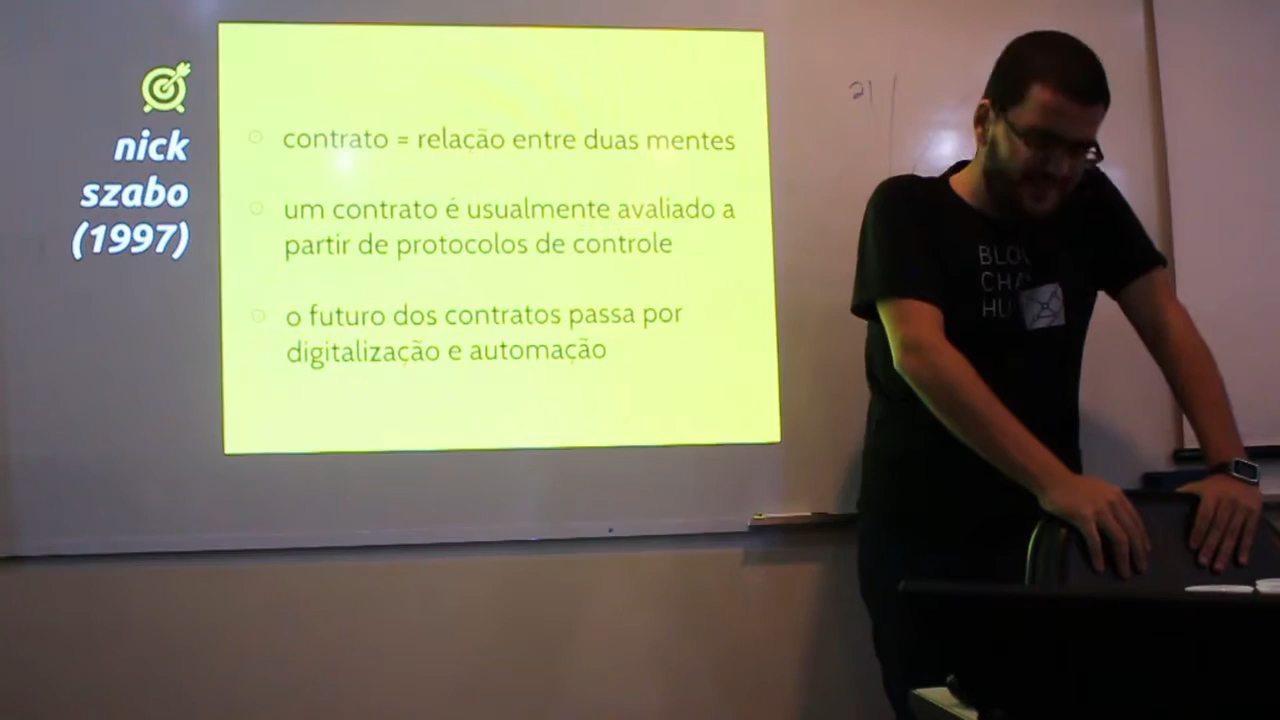 nick
szabo
(1997)
contrato = relação entre duas mentes
um contrato é usualmente avaliado a
partir de protocolos de controle
o futuro dos contratos passa por
digitalização e automação
21